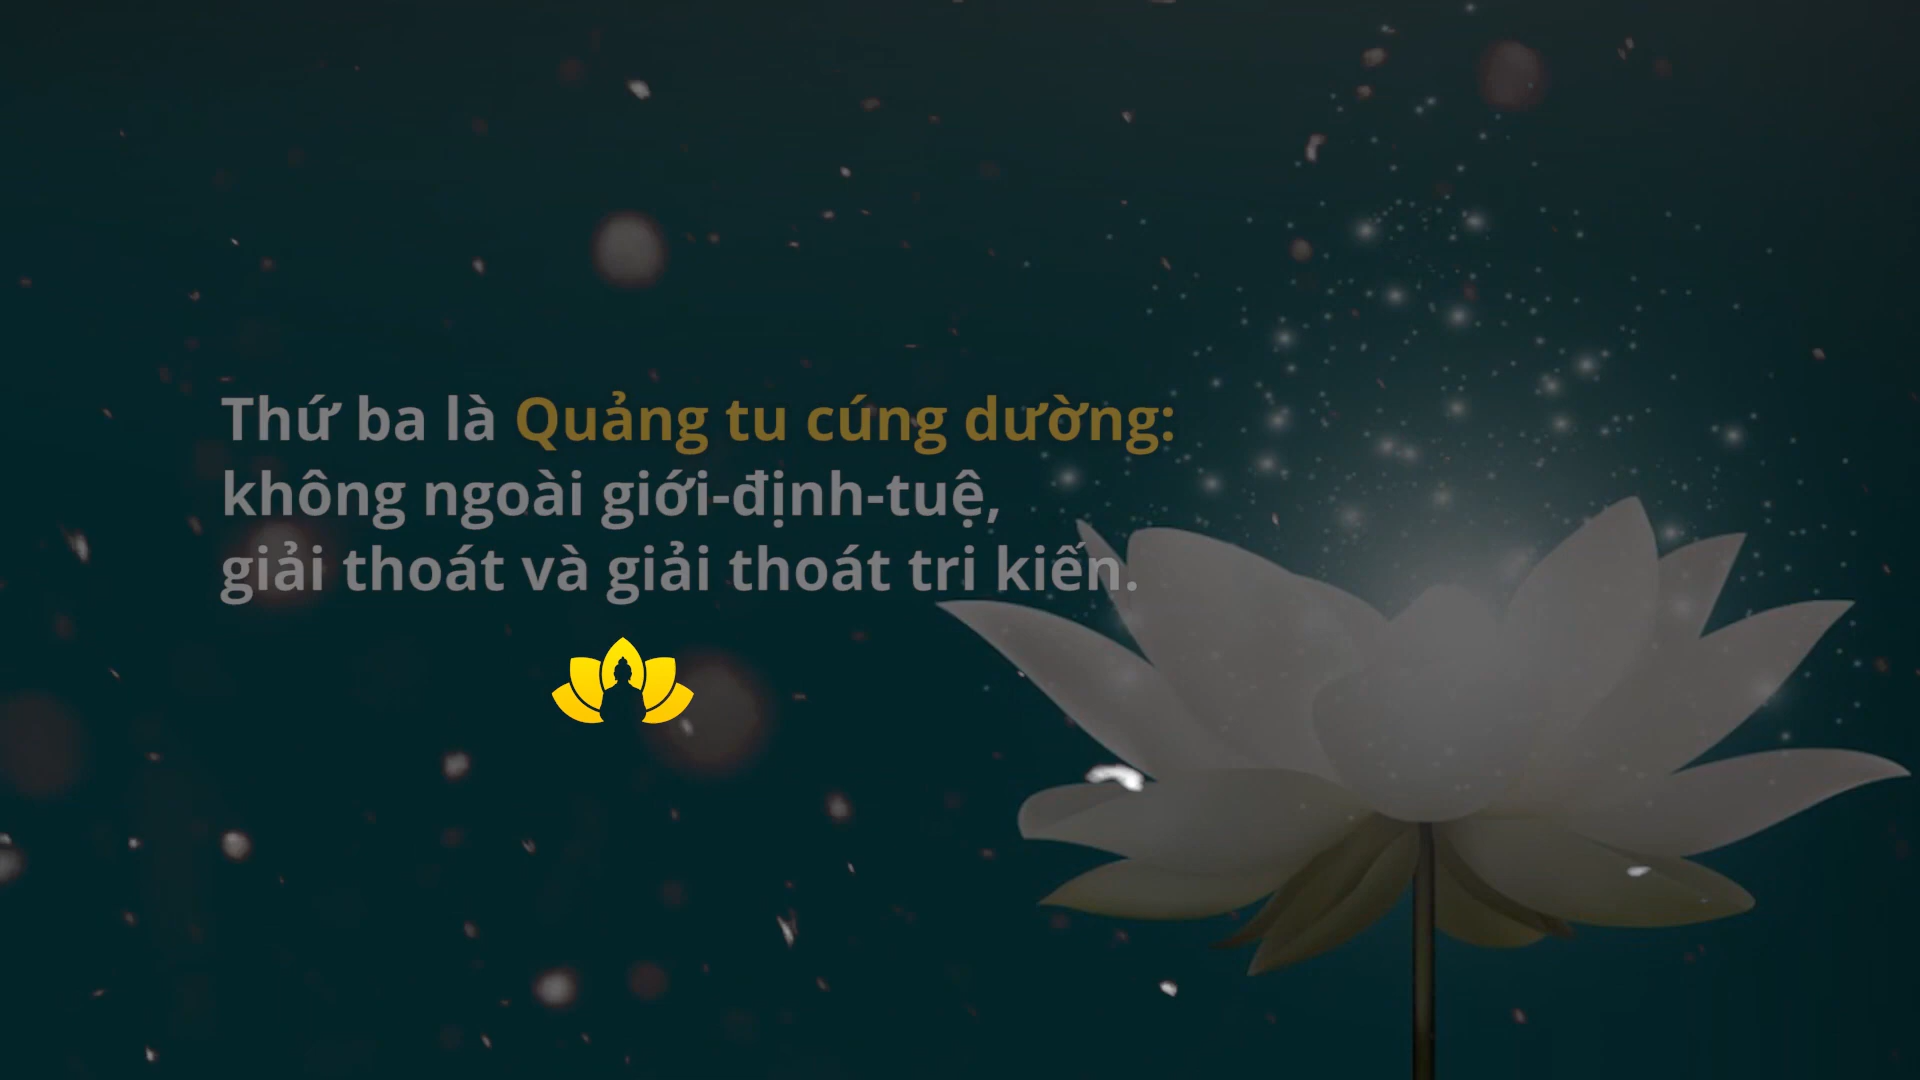 Thứ ba là Quảng tu cúng dường:
không ngoài giới-định-tuệ,
giải thoát và giải thoát tri kiến.